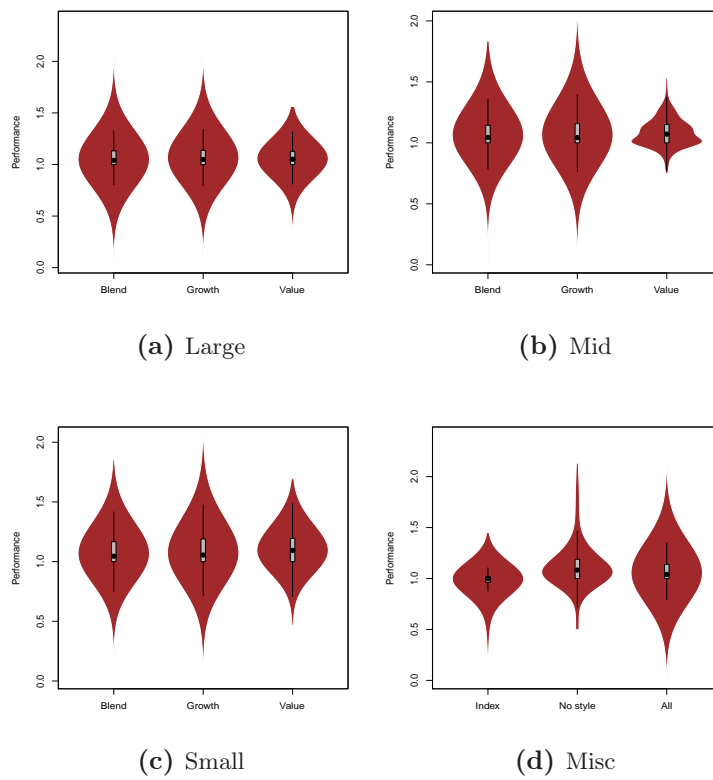 Performance
2.0
1.5
1.0
0.5
0.0
Blend Growth Value
(a) Large
Performance
2.0
1.5
1.0
0.5
0.0
Blend Growth Value
(b) Mid
Performance
2.0
1.5
1.0
0.5
0.0
Blend Growth Value
(c) Small
Performance
2.0
1.5
1.0
0.5
0.0
Index No style All
(d) Misc